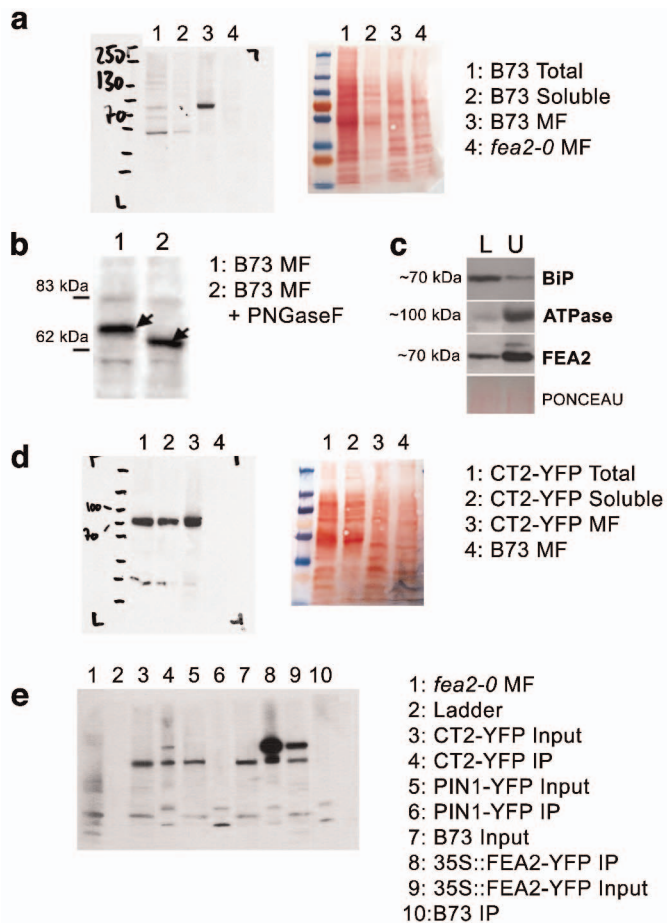 a
1 2 3 4
250
130-
70
L
1 2 3 4
1: B73 Total
2: B73 Soluble
3: B73 MF
4: fea2-0 MF
b
1 2
83 kDa
62 kDa
1: B73 MF
2: B73 MF
+ PNGaseF
c
L U
~70 kDa
BiP
~100 kDa
ATPase
~70 kDa
FEA2
PONCEAU
d
1 2 3 4
100-
70
L
1 2 3 4
1: CT2-YFP Total
2: CT2-YFP Soluble
3: CT2-YFP MF
4: B73 MF
e
1 2 3 4 5 6 7 8 9 10
1: fea2-0 MF
2: Ladder
3: CT2-YFP Input
4: CT2-YFP IP
5: PIN1-YFP Input
6: PIN1-YFP IP
7: B73 Input
8: 35S::FEA2-YFP IP
9: 35S::FEA2-YFP Input
10:B73 IP